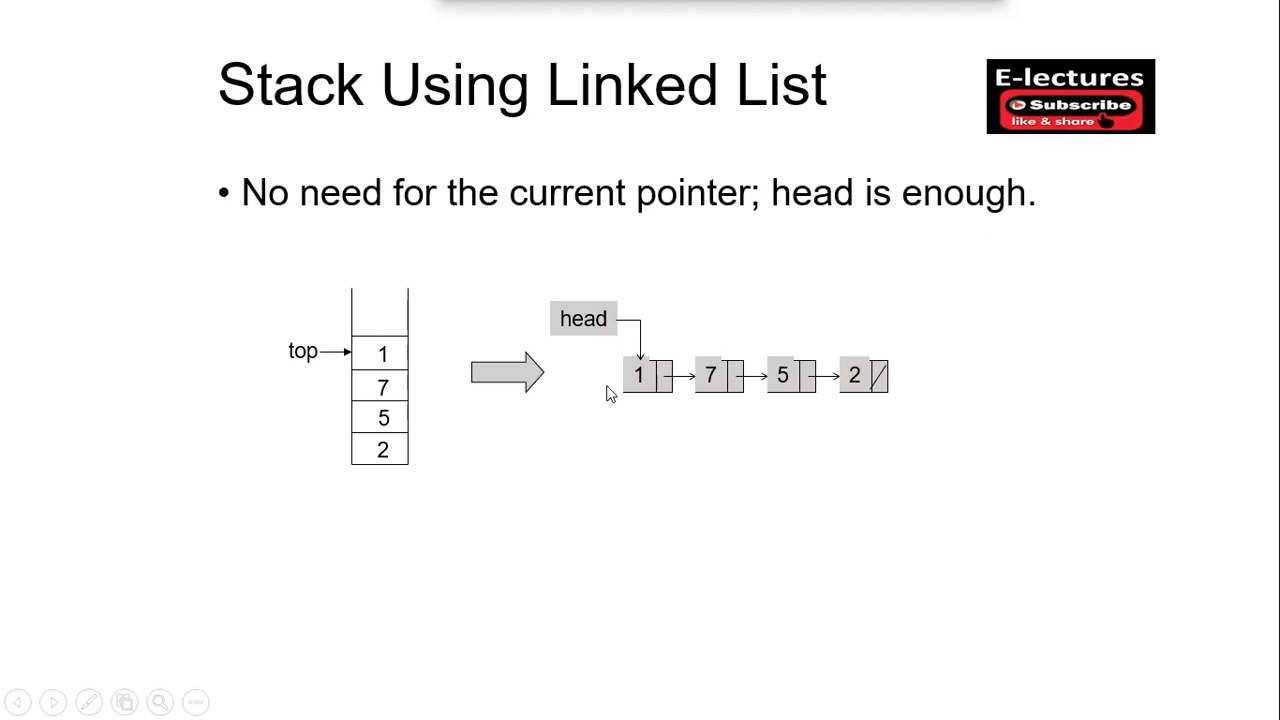 Stack Using Linked List
E-lectures
Subscribe
like & share
• No need for the current pointer; head is enough.
head
top
1
7
5
2
1
7
5
2